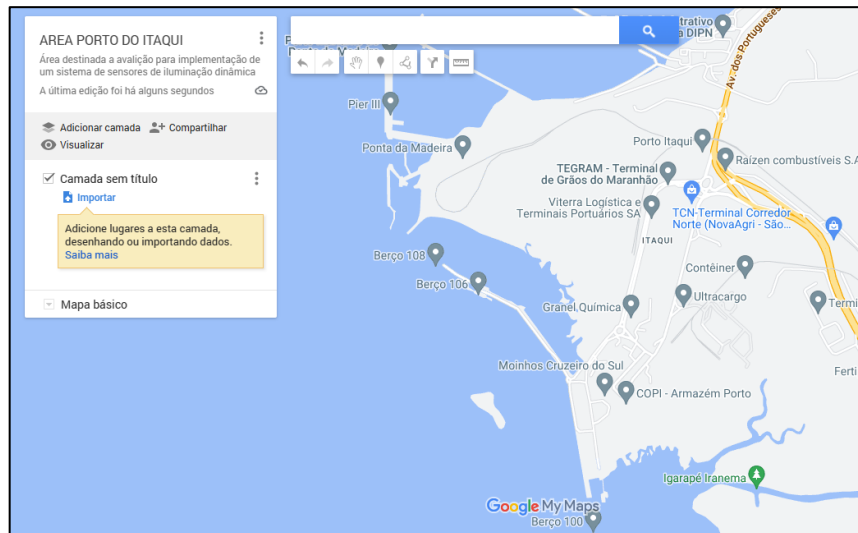 AREA PORTO DO ITAQUI
Área destinada a avalição para implementação de
um sistema de sensores de iluminação dinâmica
A última edição foi há alguns segundos
Adicionar camada
Compartilhar
Visualizar
Camada sem título
Importar
Adicione lugares a esta camada,
desenhando ou importando dados.
Saiba mais
Mapa básico
DIPN
Av. dos Portugueses
Pier III
Ponta da Madeira
Porto Itaqui
Raízen combustíveis S.A
TEGRAM - Terminal
de Grãos do Maranhão
Viterra Logística e
Terminais Portuários SA
TCN-Terminal Corredor
Norte (NovaAgri - São...
ITAQUI
Berço 108
Berço 106
Contêiner
Ultracargo
Granel Química
Moinhos Cruzeiro do Sul
COPI - Armazém Porto
Igarapé Iranema
Google My Maps
Berço 100